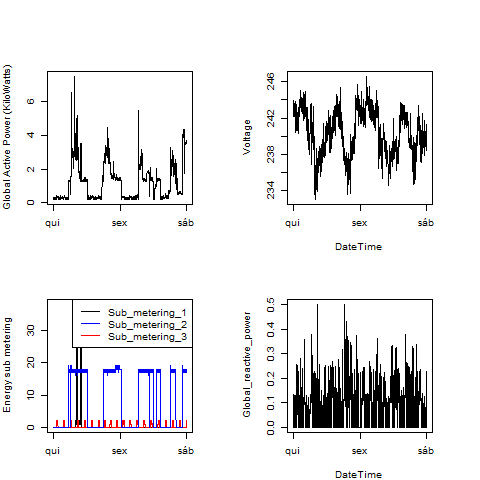 Global Active Power (KiloWatts)
0 2 4 6
qui sex sáb
Voltage
234 238 242 246
qui sex sáb
DateTime
Energy sub metering
0 10 20 30
Sub_metering_1
Sub_metering_2
Sub_metering_3
qui sex sáb
Global_reactive_power
0.0 0.1 0.2 0.3 0.4 0.5
qui sex sáb
DateTime